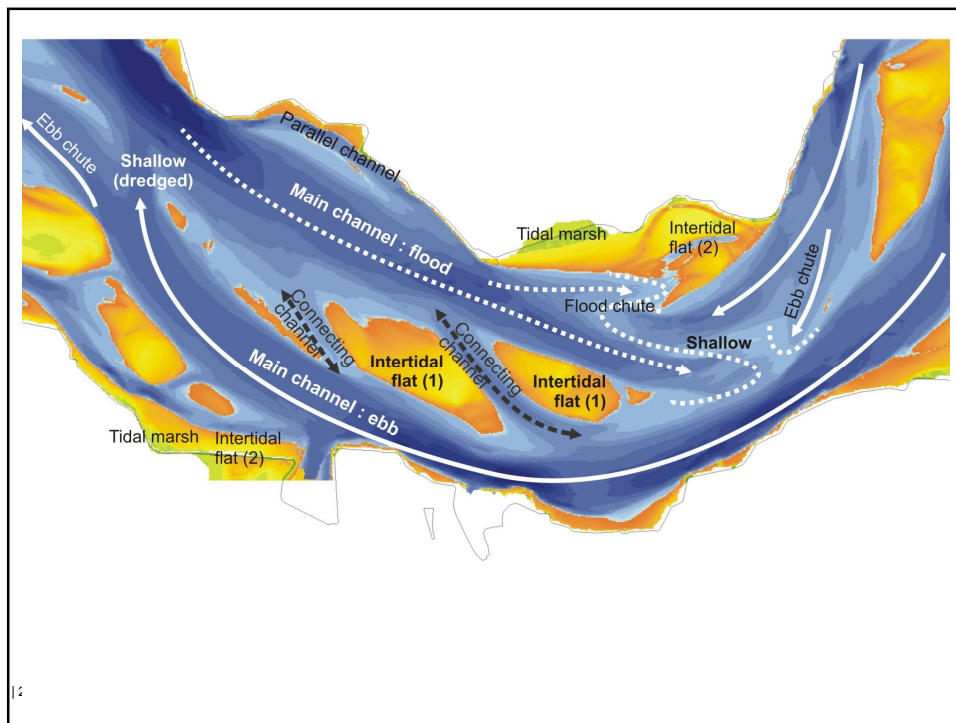 Ebb chute
Shallow
(dredged)
Parallel channel
Main channel : flood
Tidal marsh
Intertidal
flat (2)
Flood chute
Ebb chute
Shallow
Connecting
channel
Connecting
channel
Intertidal
flat (1)
Intertidal
flat (1)
Main channel : ebb
Tidal marsh
Intertidal
flat (2)